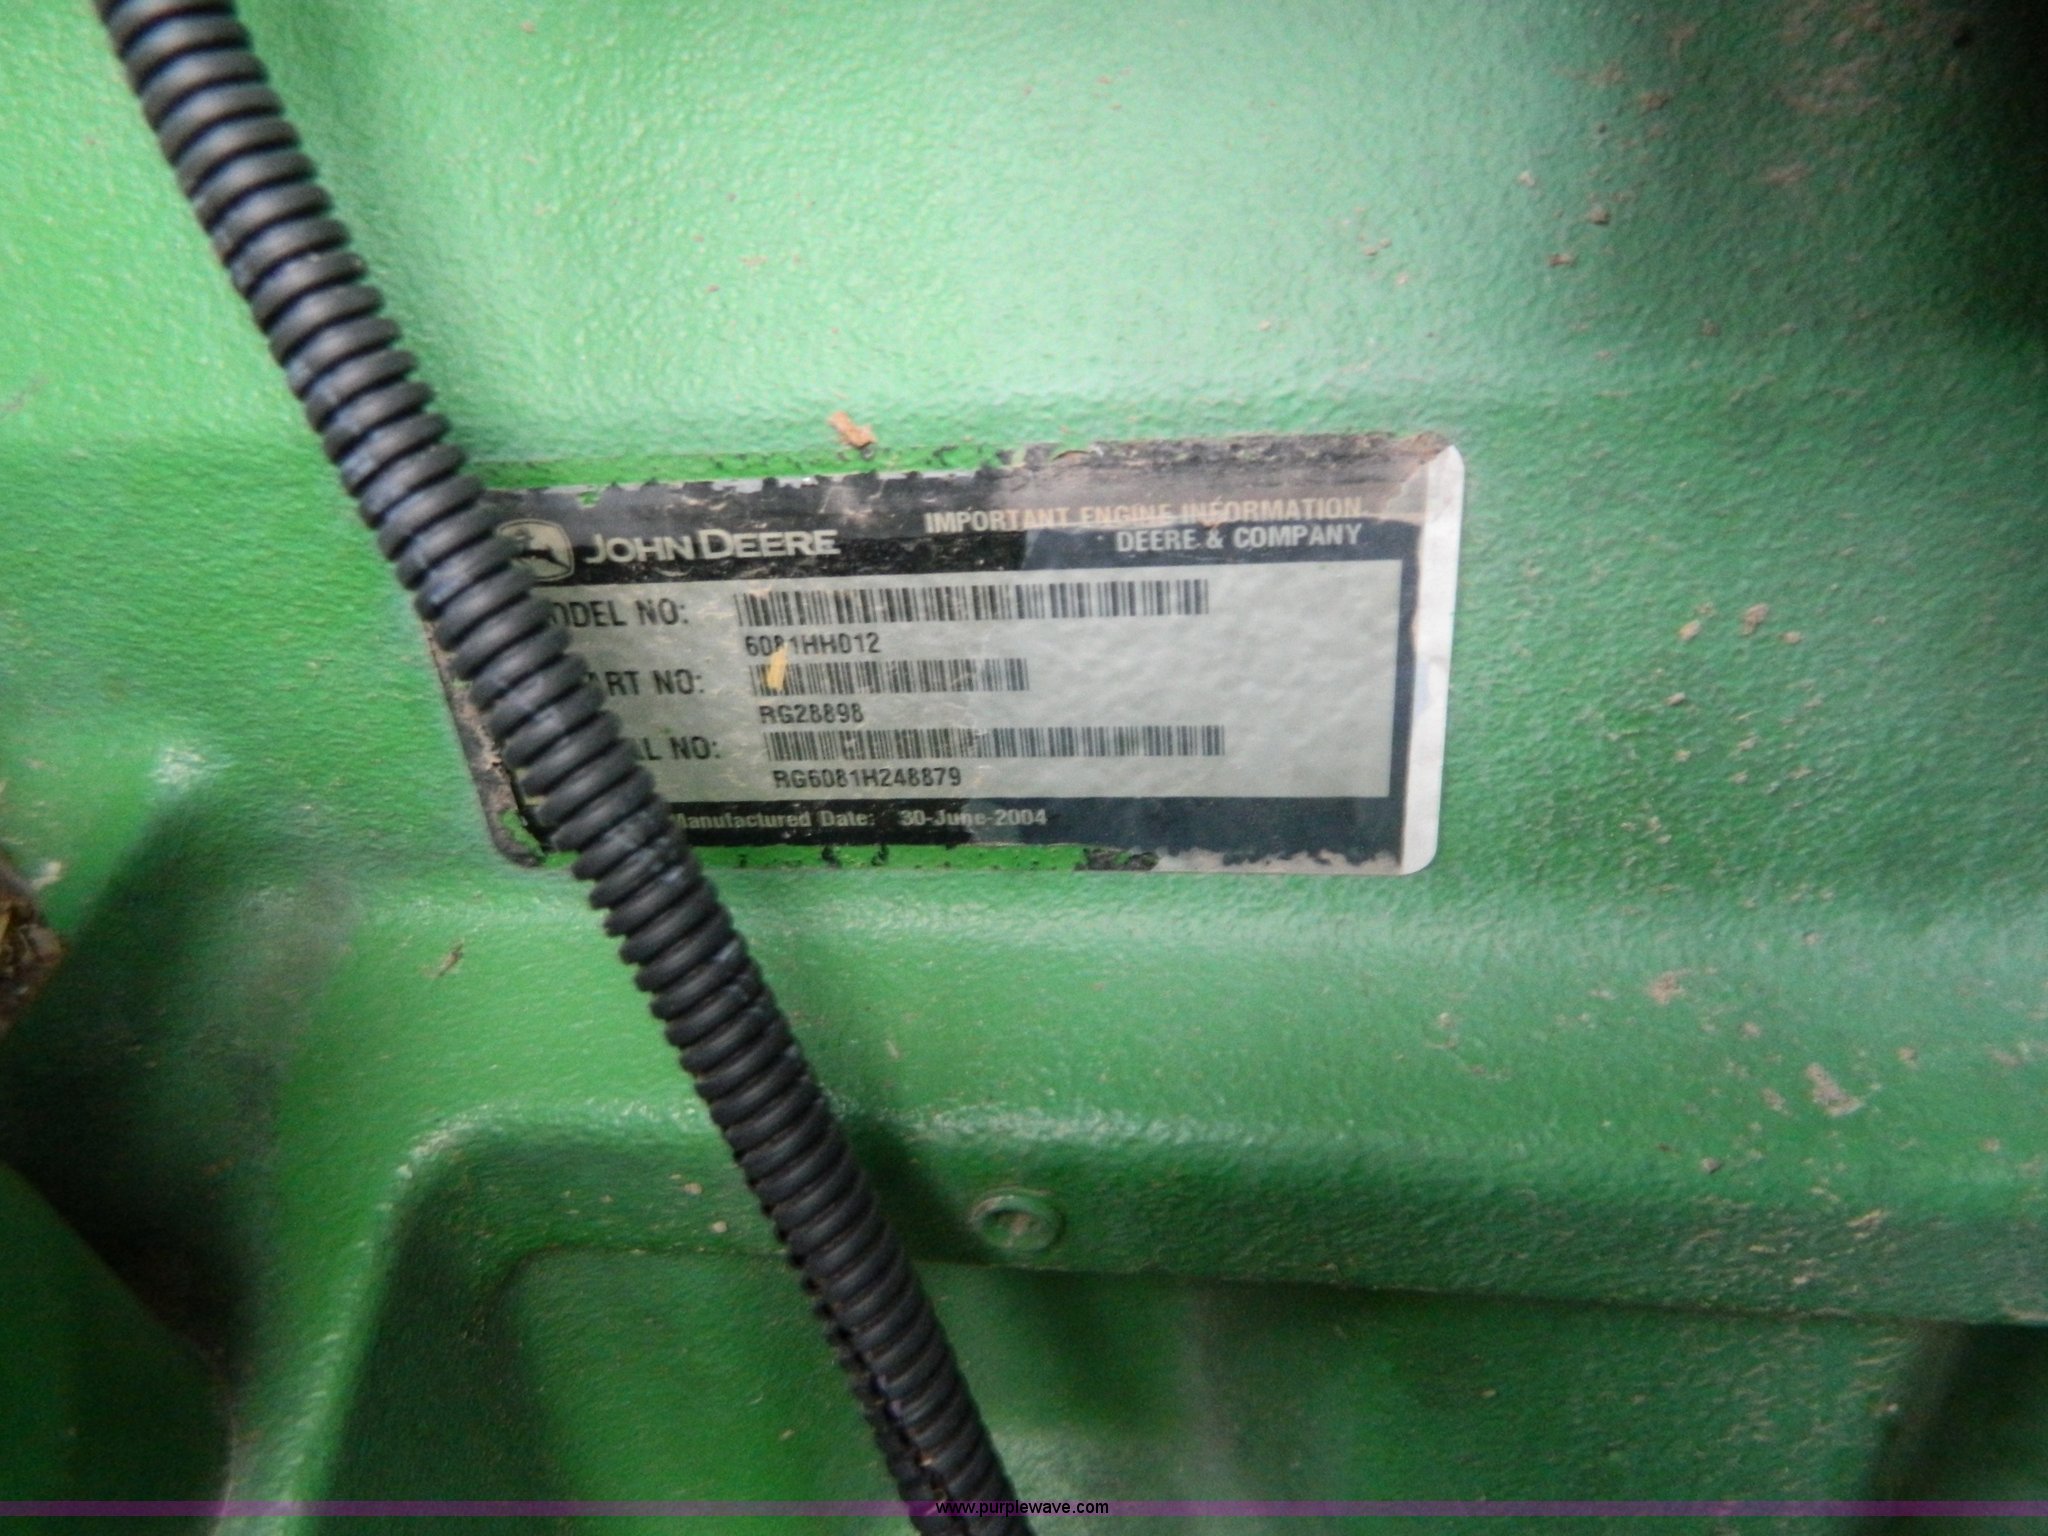 JOHN DEERE
IMPORTANT ENGINE INFORMATION
DEERE & COMPANY
ODEL NO:
6081HH012
ART NO:
RG28898
L NO:
RG6081H248879
Manufactured Date: 30-June-2004
www.purplewave.com